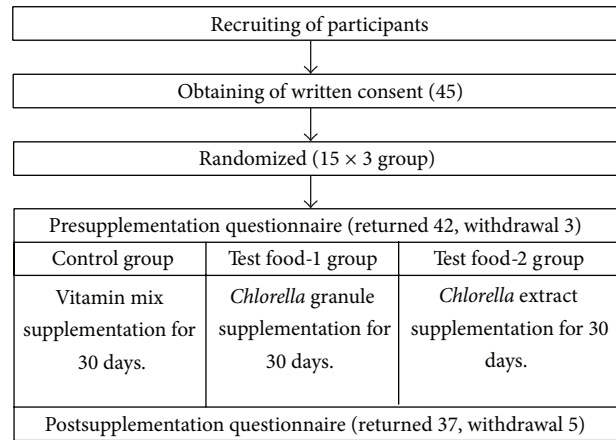 Recruiting of participants
Obtaining of written consent (45)
Randomized (15 × 3 group)
Presupplementation questionnaire (returned 42, withdrawal 3)
Control group
Test food-1 group
Test food-2 group
Vitamin mix
supplementation for
30 days.
Chlorella granule
supplementation for
30 days.
Chlorella extract
supplementation for 30
days.
Postsupplementation questionnaire (returned 37, withdrawal 5)